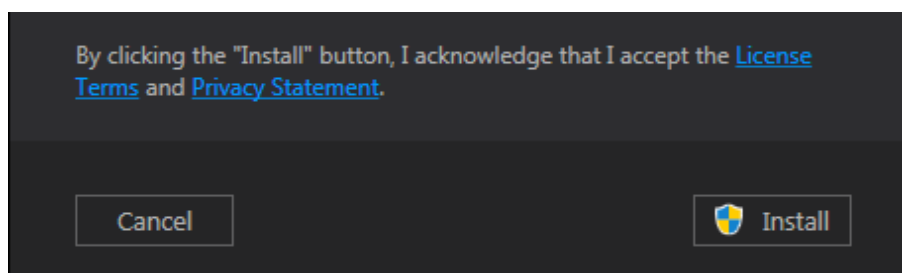 By clicking the "Install" button, I acknowledge that I accept the License
Terms and Privacy Statement.
Cancel
Install